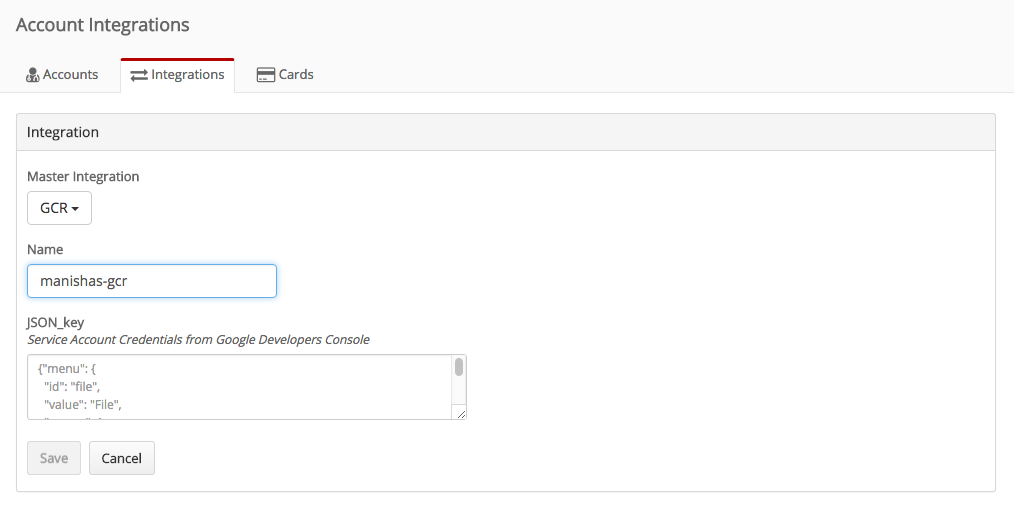 Account Integrations
Accounts
Integrations
Cards
Integration
Master Integration
GCR
Name
manishas-gcr
JSON_key
Service Account Credentials from Google Developers Console
{"menu": {
"id": "file",
"value": "File",
Save
Cancel